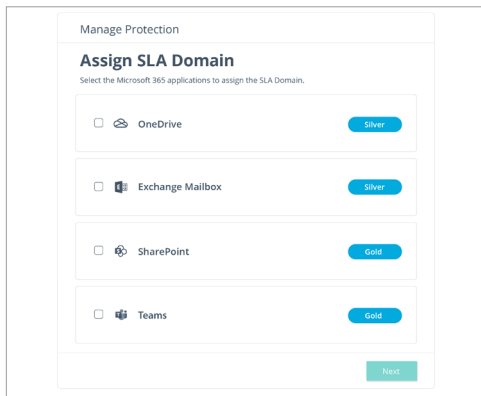 Manage Protection
Assign SLA Domain
Select the Microsoft 365 applications to assign the SLA Domain.
OneDrive Silver
Exchange Mailbox Silver
SharePoint Gold
Teams Gold
Next